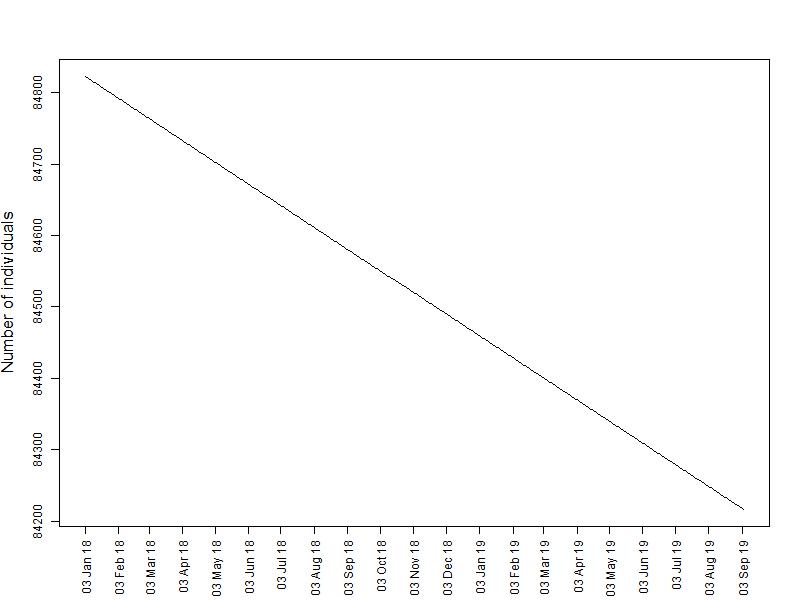 Number of individuals
84800
84700
84600
84500
84400
84300
84200
03 Jan 18
03 Feb 18
03 Mar 18
03 Apr 18
03 May 18
03 Jun 18
03 Jul 18
03 Aug 18
03 Sep 18
03 Oct 18
03 Nov 18
03 Dec 18
03 Jan 19
03 Feb 19
03 Mar 19
03 Apr 19
03 May 19
03 Jun 19
03 Jul 19
03 Aug 19
03 Sep 19